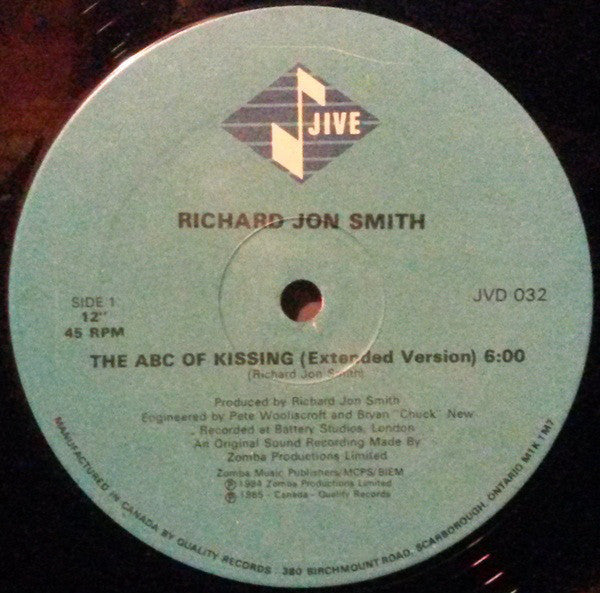 JIVE
RICHARD JON SMITH
SIDE 1
12"
45 RPM
JVD 032
THE ABC OF KISSING (Extended Version) 6:00
(Richard Jon Smith)
Produced by Richard Jon Smith
Engineered by Pete Woolliscroft and Bryan "Chuck" New
Recorded at Battery Studios, London
An Original Sound Recording Made By
Zomba Productions Limited
Zomba Music Publishers/MCPS/BIEM
℗ 1984 Zomba Productions Limited
℗ 1985 - Canada - Quality Records
MANUFACTURED IN CANADA BY QUALITY RECORDS · 380 BIRCHMOUNT ROAD, SCARBOROUGH, ONTARIO M1K 1M7